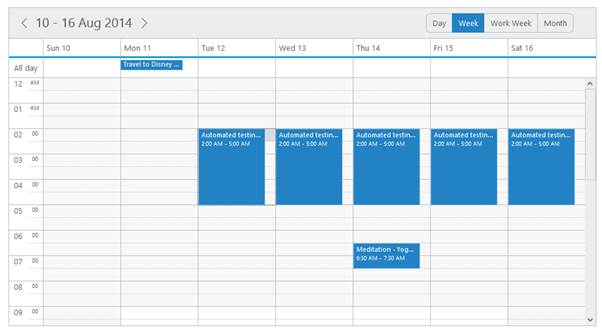 10 - 16 Aug 2014
Day Week Work Week Month
Sun 10 Mon 11 Tue 12 Wed 13 Thu 14 Fri 15 Sat 16
All day Travel to Disney ...
12 AM
01 AM
02 00
Automated testin... Automated testin... Automated testin... Automated testin... Automated testin...
2:00 AM - 5:00 AM 2:00 AM - 5:00 AM 2:00 AM - 5:00 AM 2:00 AM - 5:00 AM 2:00 AM - 5:00 AM
03 00
04 00
05 00
06 00
Meditation - Yog...
6:30 AM - 7:30 AM
07 00
08 00
09 00